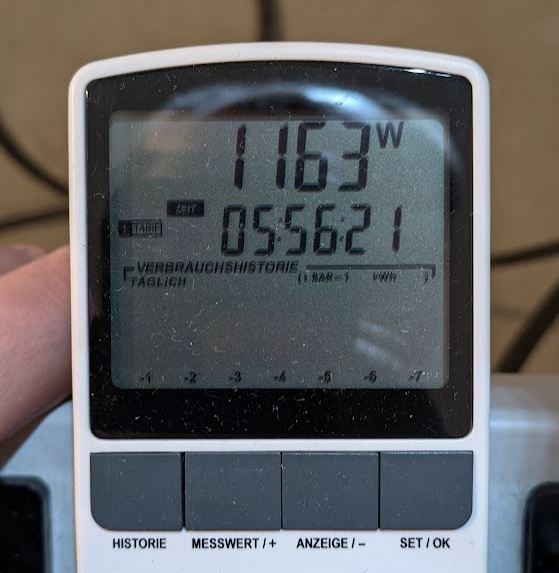 1163 W
ZEIT
05:56:21
1 TARIF
VERBRAUCHSHISTORIE
TÄGLICH (1 BAR=1 kWh )
-1 -2 -3 -4 -5 -6 -7
HISTORIE MESSWERT / + ANZEIGE / – SET / OK